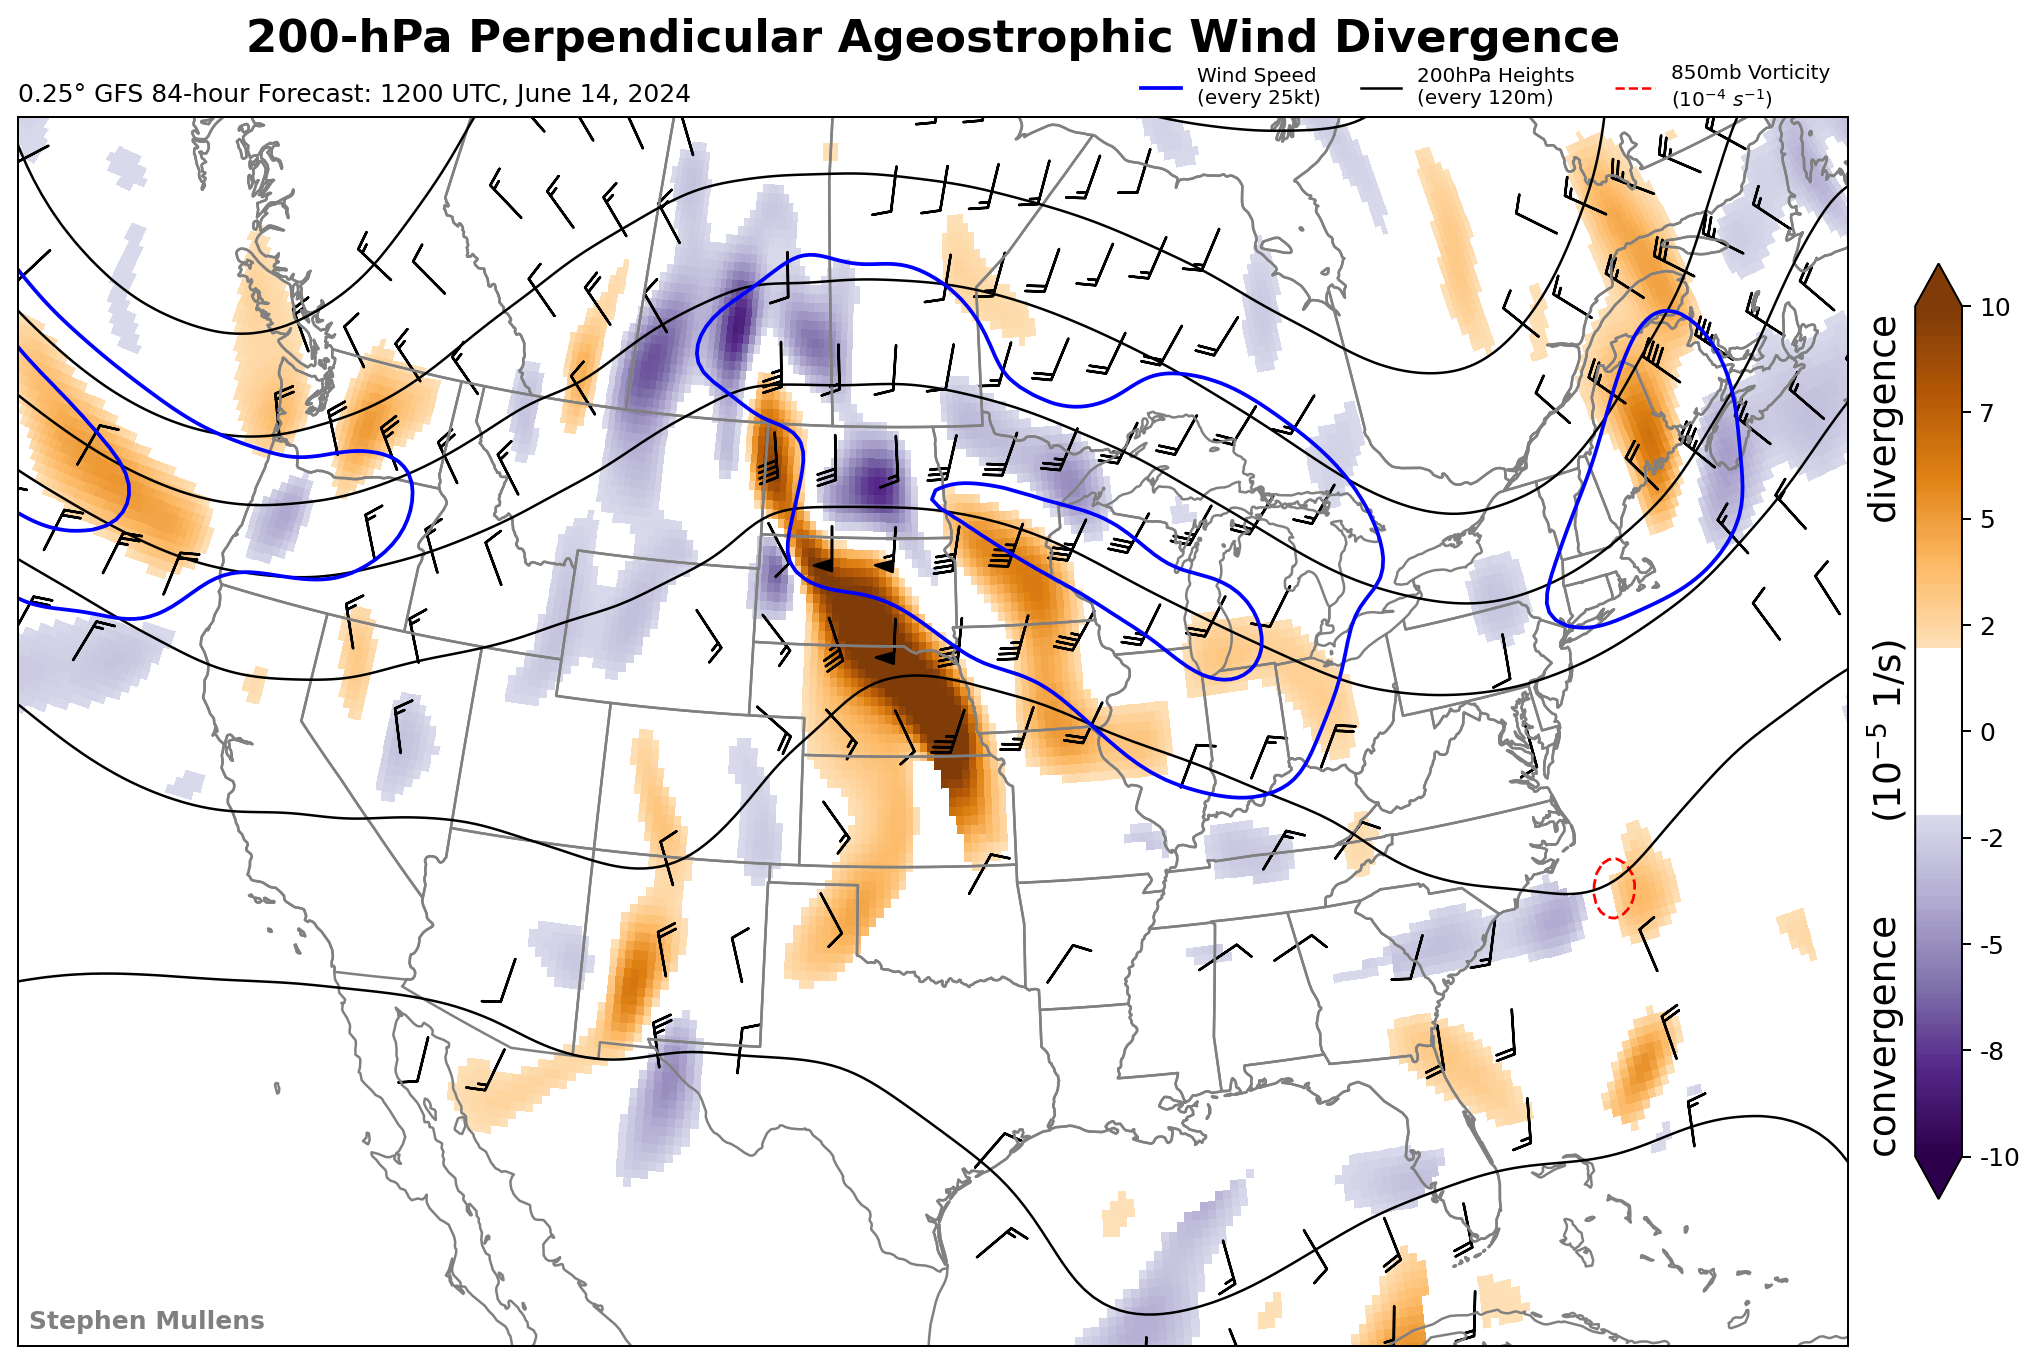 200-hPa Perpendicular Ageostrophic Wind Divergence
0.25° GFS 84-hour Forecast: 1200 UTC, June 14, 2024
Wind Speed
(every 25kt)
200hPa Heights
(every 120m)
850mb Vorticity
(10⁻⁴ s⁻¹)
10
7
5
2
0
-2
-5
-8
-10
convergence (10⁻⁵ 1/s) divergence
Stephen Mullens